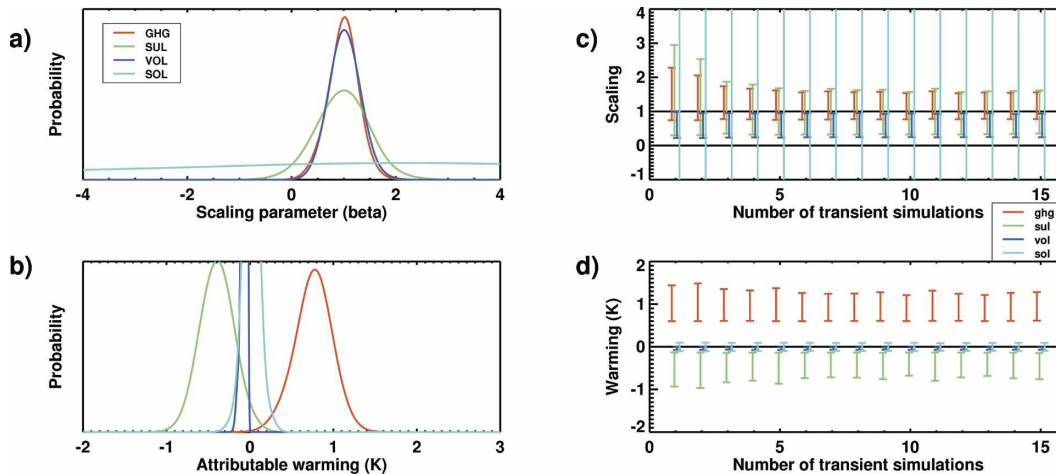 a)
GHG
SUL
VOL
SOL
Probability
-4 -2 0 2 4
Scaling parameter (beta)
b)
Probability
-2 -1 0 1 2 3
Attributable warming (K)
c)
4
3
2
1
0
-1
Scaling
0 5 10 15
Number of transient simulations
ghg
sul
vol
sol
d)
2
1
0
-1
-2
Warming (K)
0 5 10 15
Number of transient simulations